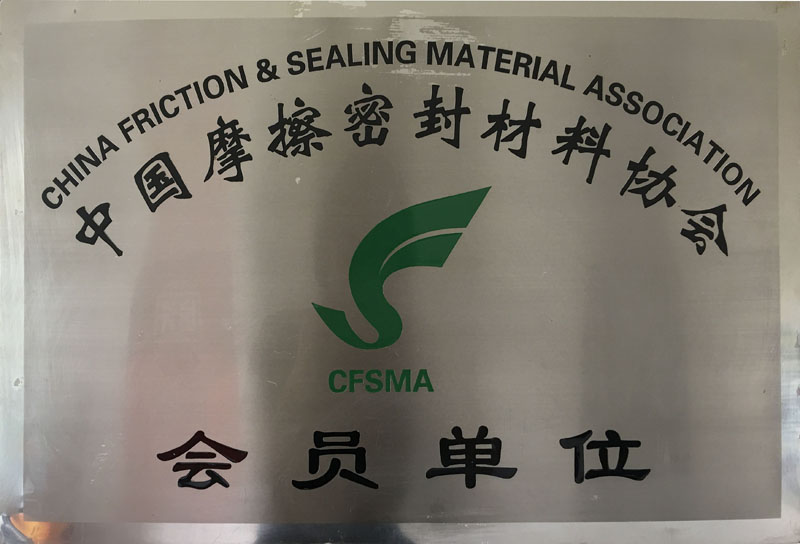 CHINA FRICTION & SEALING MATERIAL ASSOCIATION
中国摩擦密封材料协会
CFSMA
会员单位